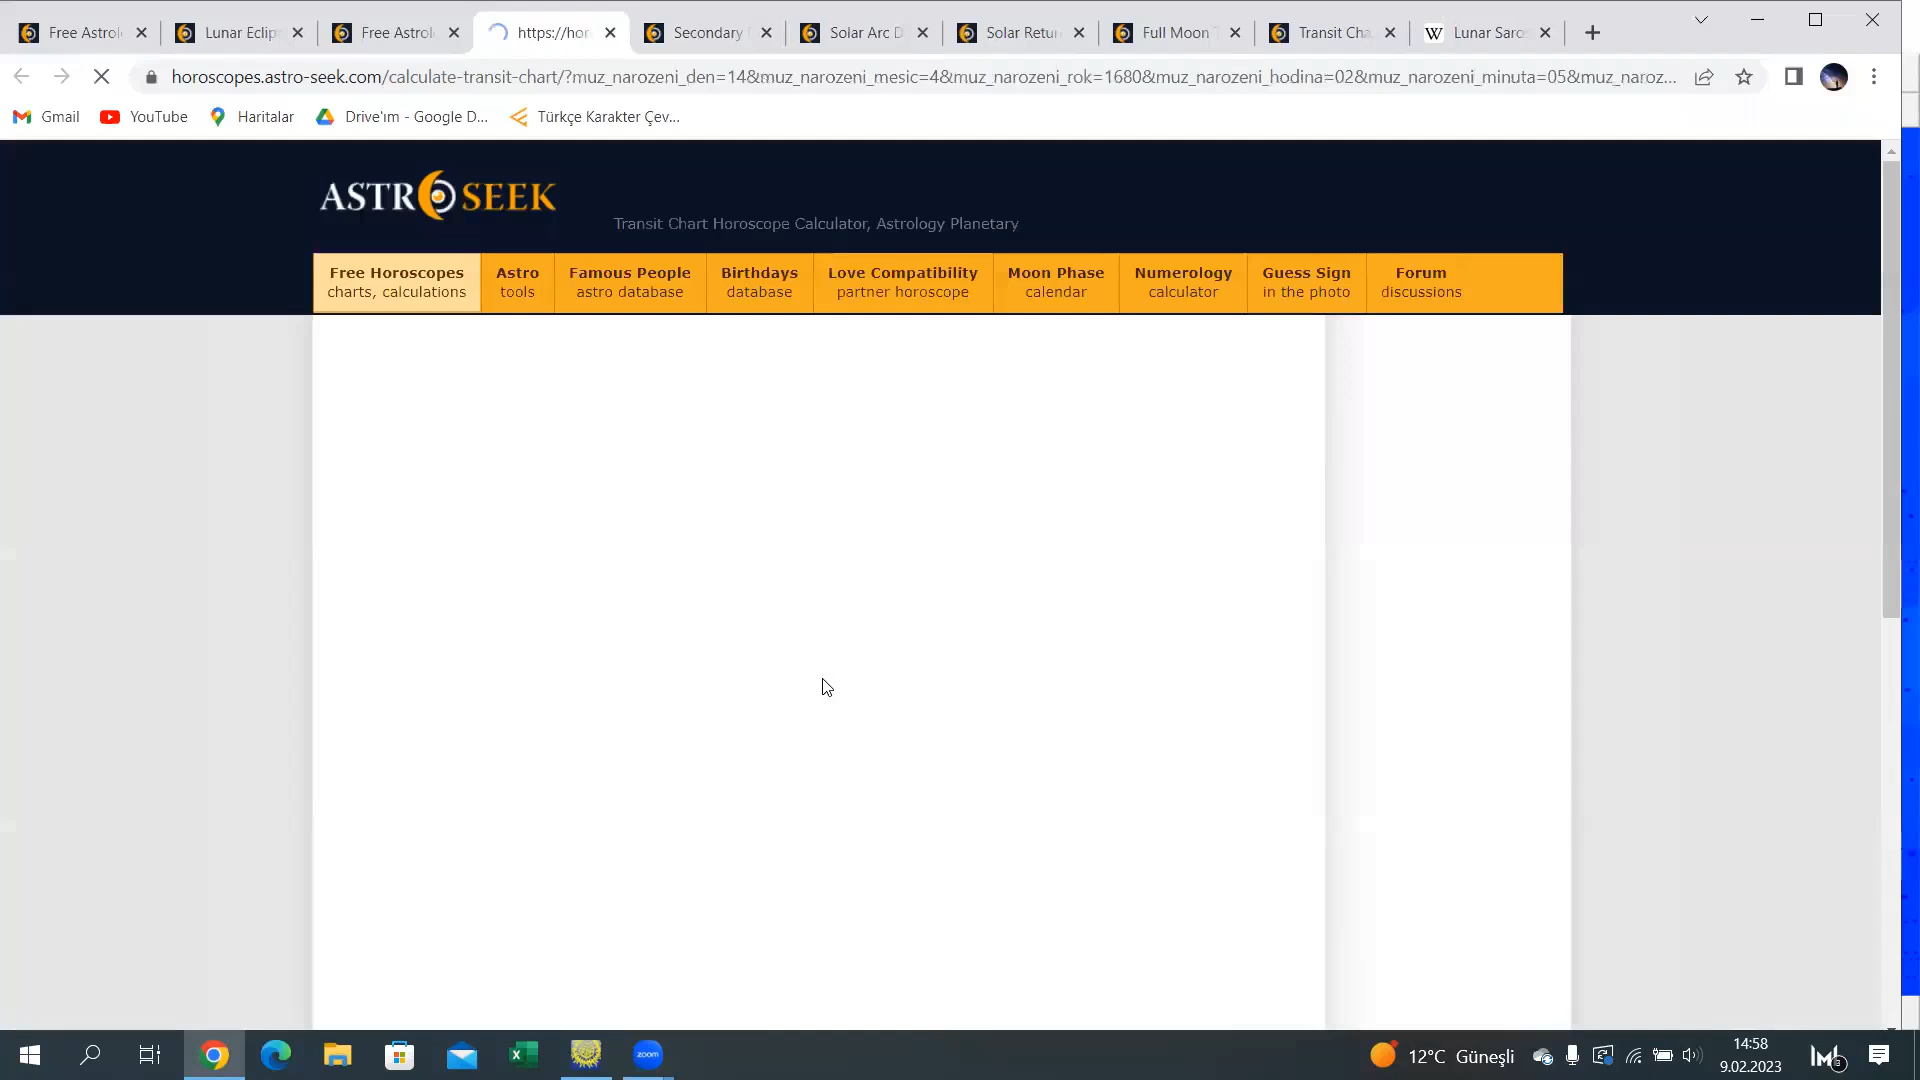 Free Astrol
Lunar Eclip
Free Astrol
https://hor
Secondary
Solar Arc D
Solar Retur
Full Moon T
Transit Cha
Lunar Saro
horoscopes.astro-seek.com/calculate-transit-chart/?muz_narozeni_den=14&muz_narozeni_mesic=4&muz_narozeni_rok=1680&muz_narozeni_hodina=02&muz_narozeni_minuta=05&muz_naroz...
Gmail
YouTube
Haritalar
Drive'ım - Google D...
Türkçe Karakter Çev...
ASTRO SEEK
Transit Chart Horoscope Calculator, Astrology Planetary
Free Horoscopes
charts, calculations
Astro
tools
Famous People
astro database
Birthdays
database
Love Compatibility
partner horoscope
Moon Phase
calendar
Numerology
calculator
Guess Sign
in the photo
Forum
discussions
zoom
12°C Güneşli
14:58
9.02.2023
3